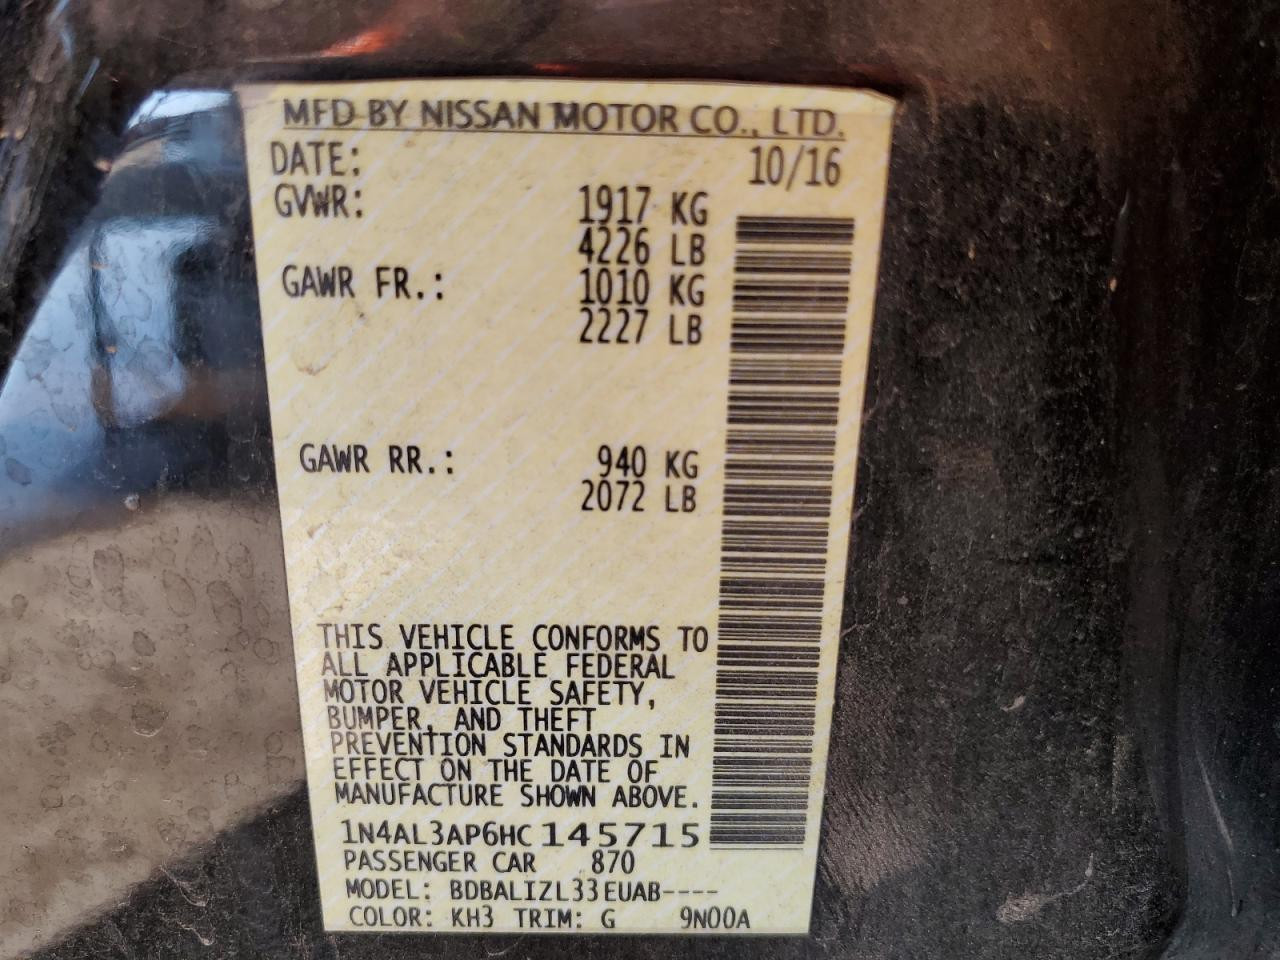 MFD BY NISSAN MOTOR CO., LTD.
DATE: 10/16
GVWR: 1917 KG
4226 LB
GAWR FR.: 1010 KG
2227 LB
GAWR RR.: 940 KG
2072 LB
THIS VEHICLE CONFORMS TO
ALL APPLICABLE FEDERAL
MOTOR VEHICLE SAFETY,
BUMPER, AND THEFT
PREVENTION STANDARDS IN
EFFECT ON THE DATE OF
MANUFACTURE SHOWN ABOVE.
1N4AL3AP6HC145715
PASSENGER CAR 870
MODEL: BDBALIZL33EUAB----
COLOR: KH3 TRIM: G 9N00A